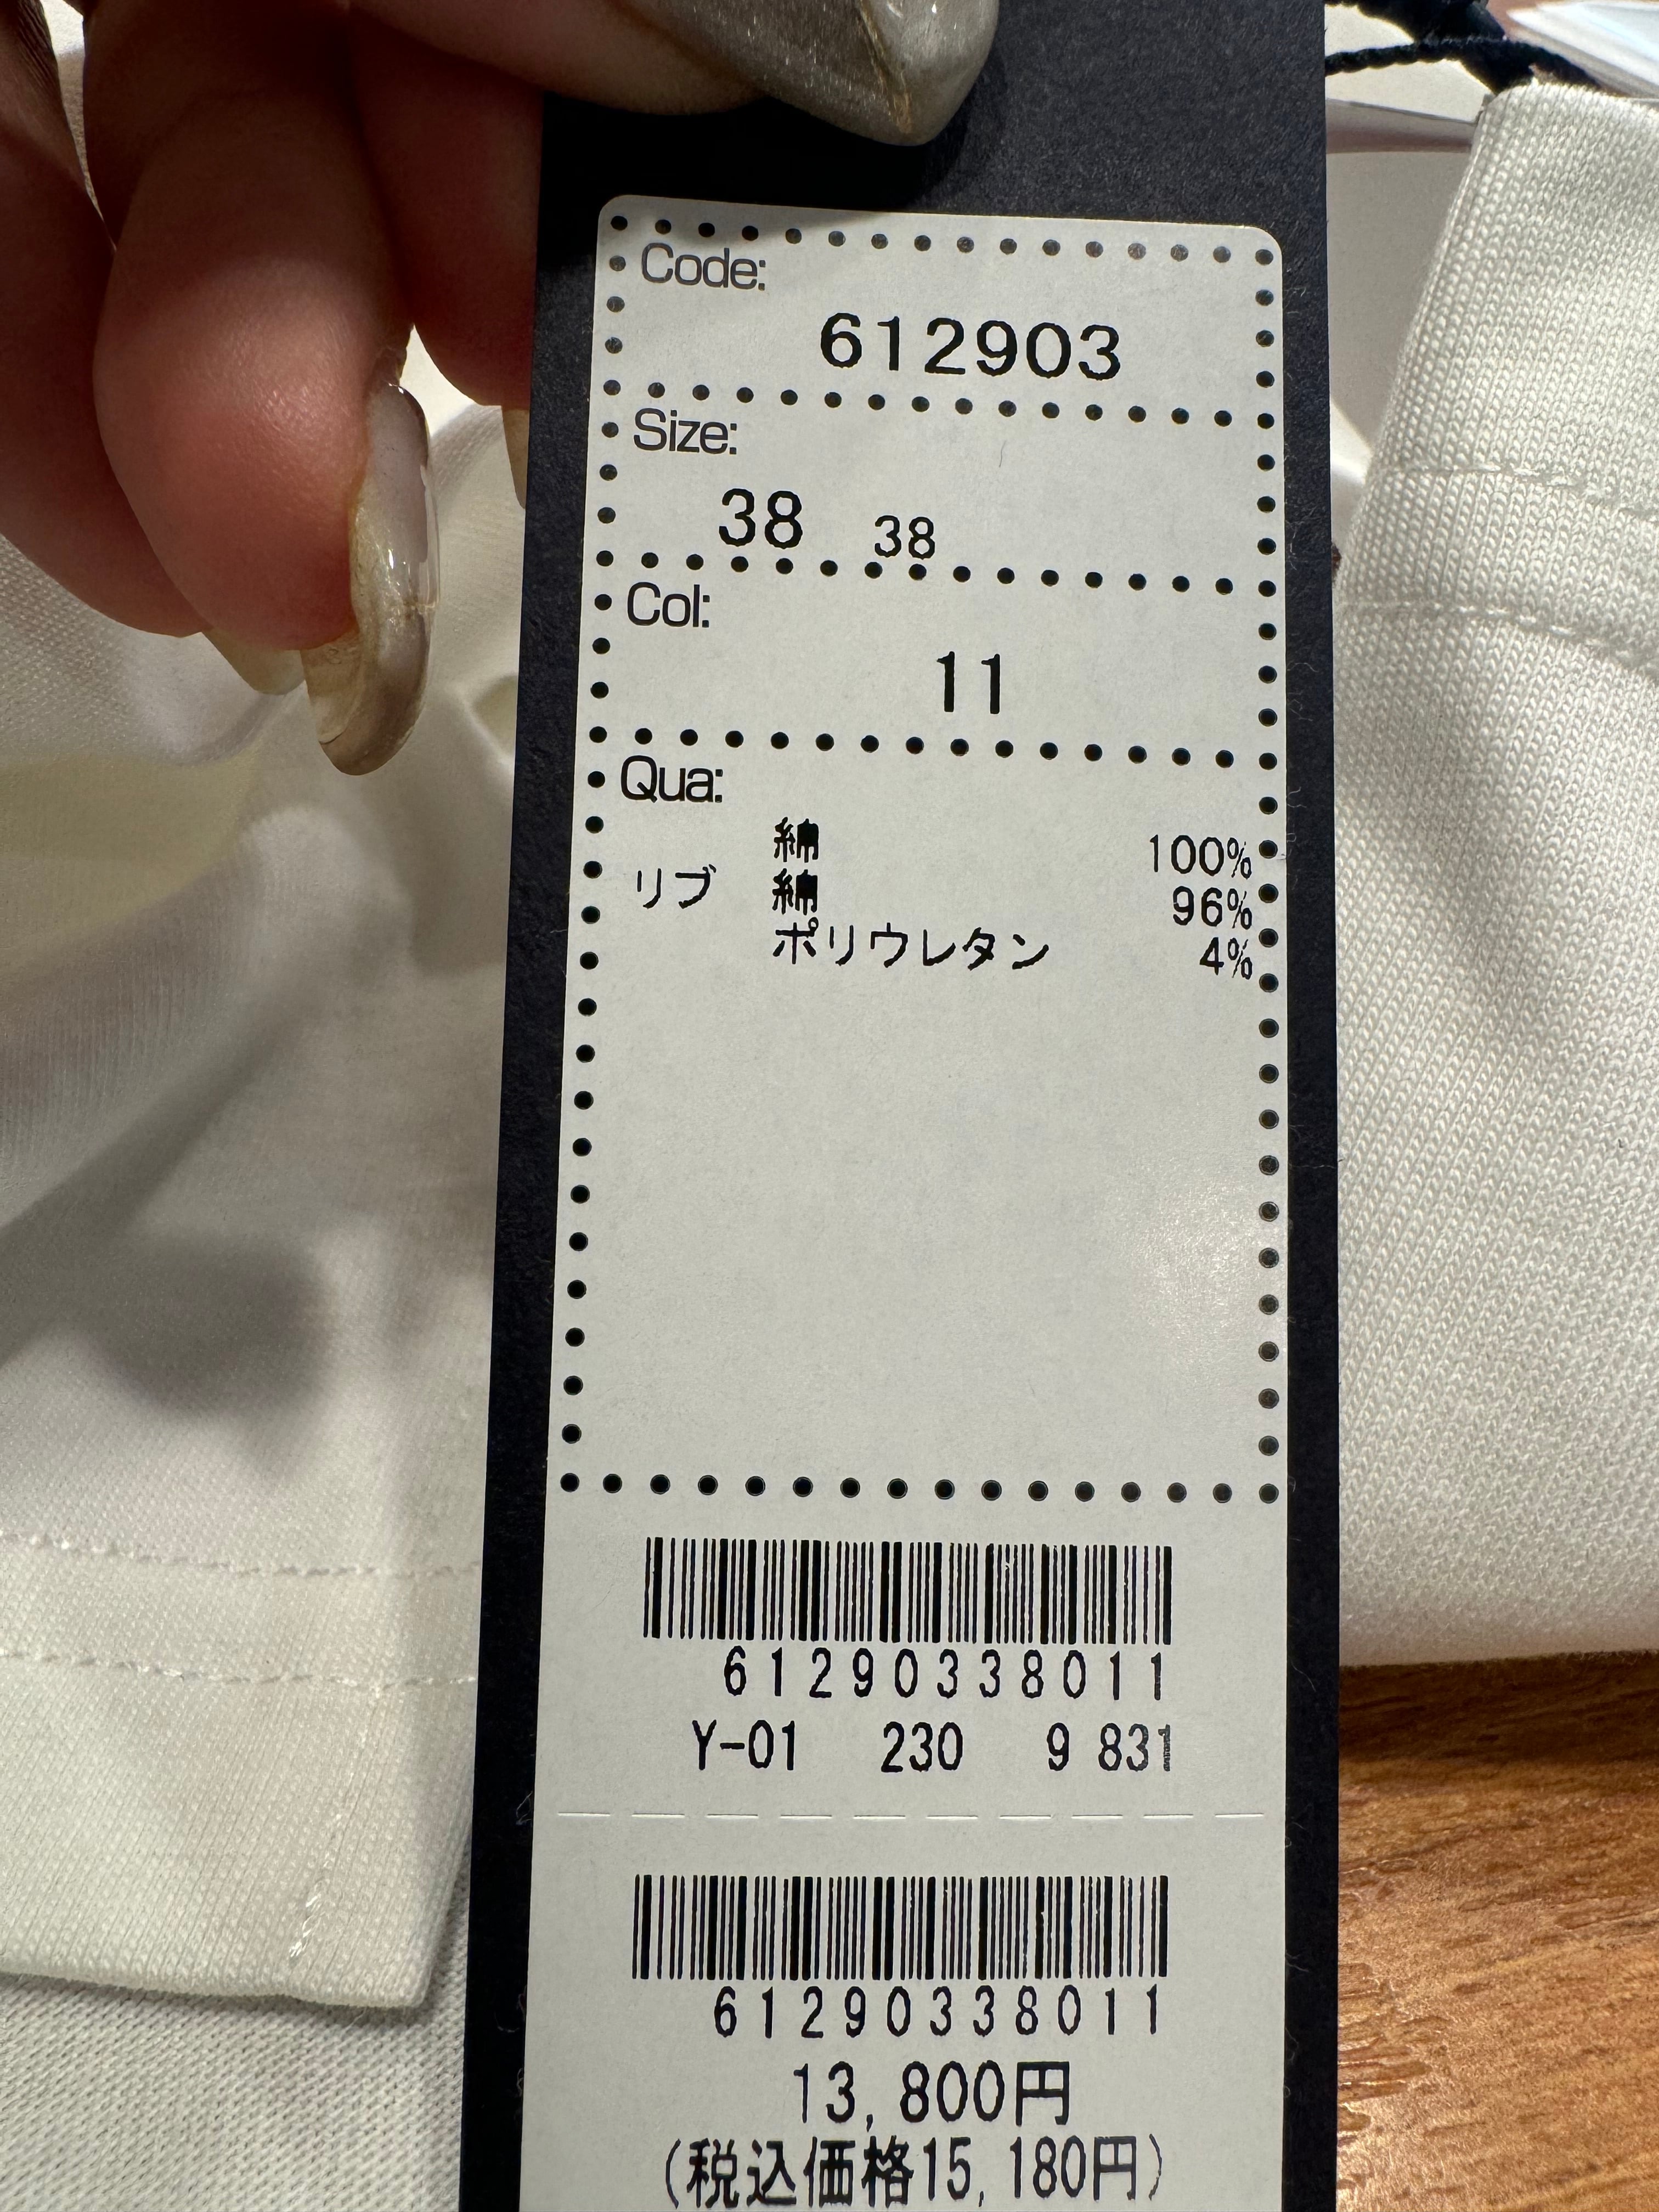 Code:
612903
Size:
38 38
Col:
11
Qua:
綿 100%
リブ 綿 96%
ポリウレタン 4%
61290338011
Y-01 230 9 831
61290338011
13,800円
(税込価格15,180円)